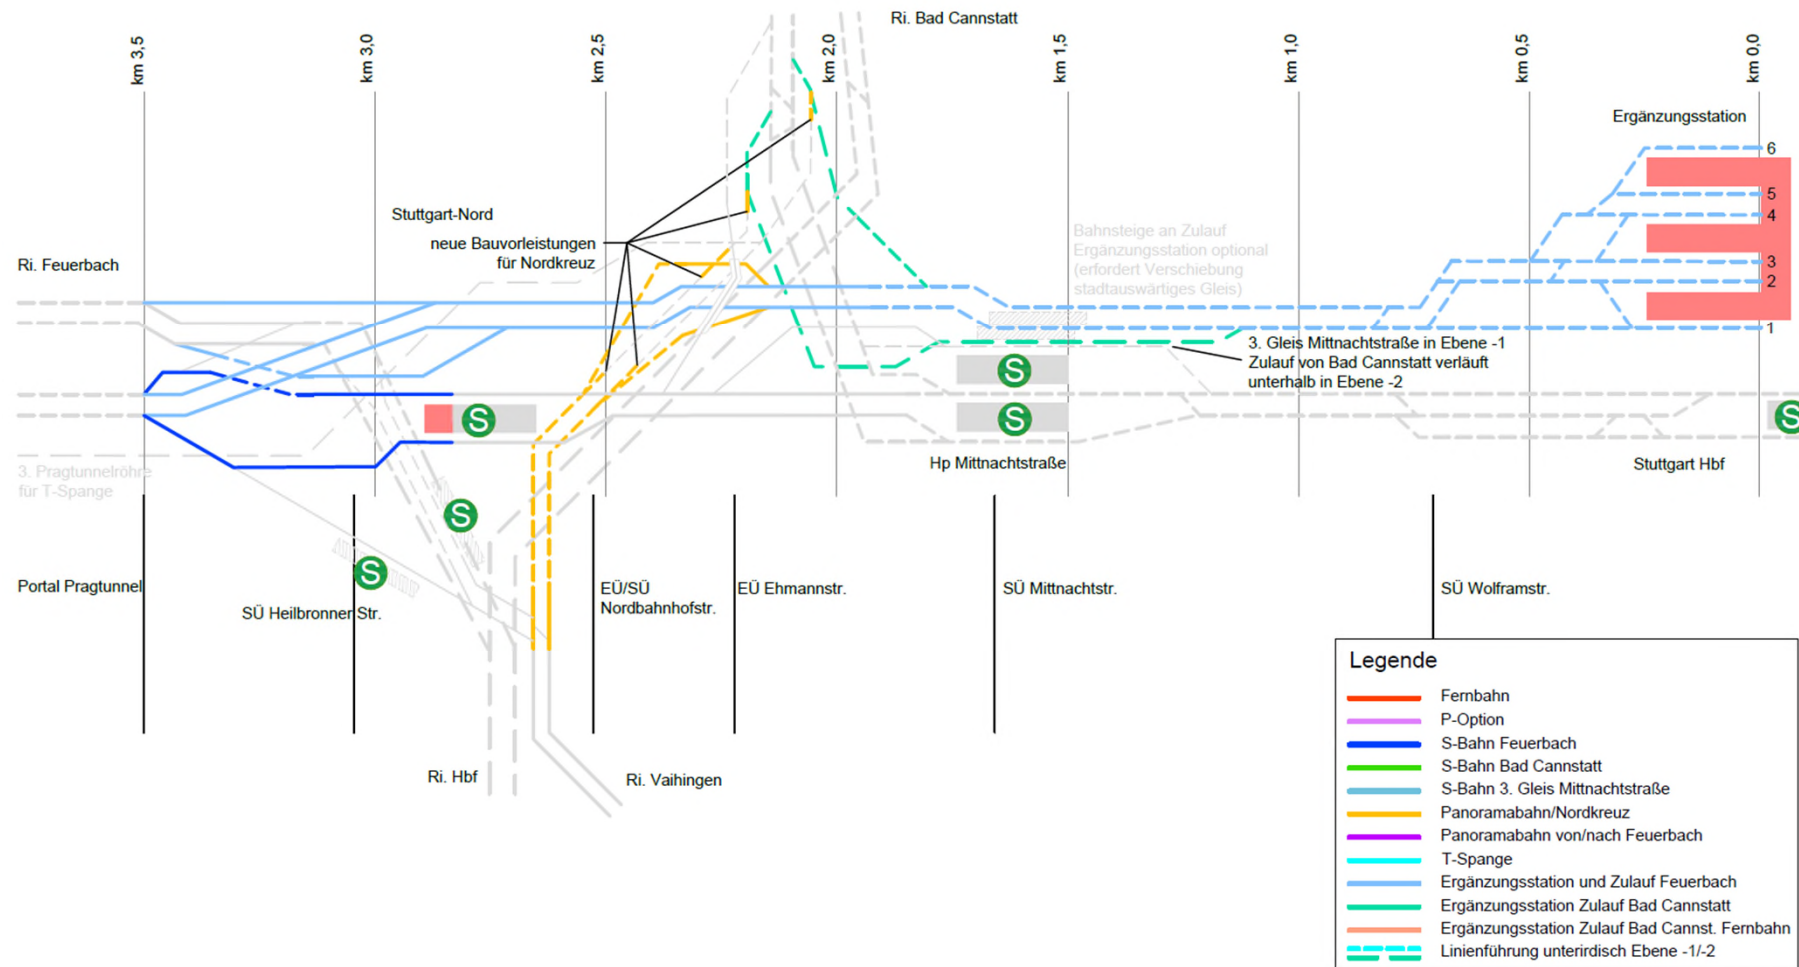 Ri. Bad Cannstatt
km 3,5
km 3,0
km 2,5
km 2,0
km 1,5
km 1,0
km 0,5
km 0,0
Ergänzungsstation
6
5
4
3
2
1
Stuttgart-Nord
neue Bauvorleistungen
für Nordkreuz
Ri. Feuerbach
Bahnsteige an Zulauf
Ergänzungsstation optional
(erfordert Verschiebung
stadtauswärtiges Gleis)
3. Gleis Mittnachtstraße in Ebene -1
Zulauf von Bad Cannstatt verläuft
unterhalb in Ebene -2
S
S
S
S
Hp Mittnachtstraße
Stuttgart Hbf
3. Pragtunnelröhre
für T-Spange
S
S
Portal Pragtunnel
SÜ Heilbronner Str.
EÜ/SÜ
Nordbahnhofstr.
EÜ Ehmannstr.
SÜ Mittnachtstr.
SÜ Wolframstr.
Ri. Hbf
Ri. Vaihingen
Legende
Fernbahn
P-Option
S-Bahn Feuerbach
S-Bahn Bad Cannstatt
S-Bahn 3. Gleis Mittnachtstraße
Panoramabahn/Nordkreuz
Panoramabahn von/nach Feuerbach
T-Spange
Ergänzungsstation und Zulauf Feuerbach
Ergänzungsstation Zulauf Bad Cannstatt
Ergänzungsstation Zulauf Bad Cannst. Fernbahn
Linienführung unterirdisch Ebene -1/-2